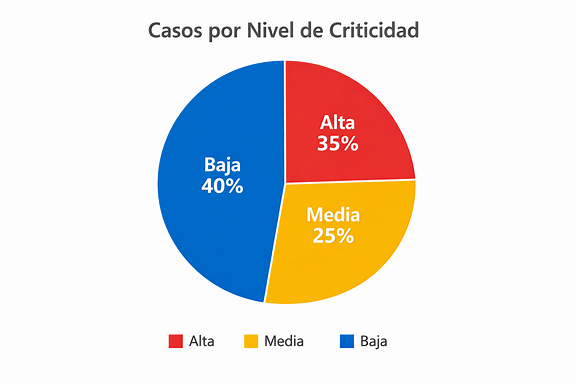 Casos por Nivel de Criticidad
Alta
35%
Baja
40%
Media
25%
Alta
Media
Baja